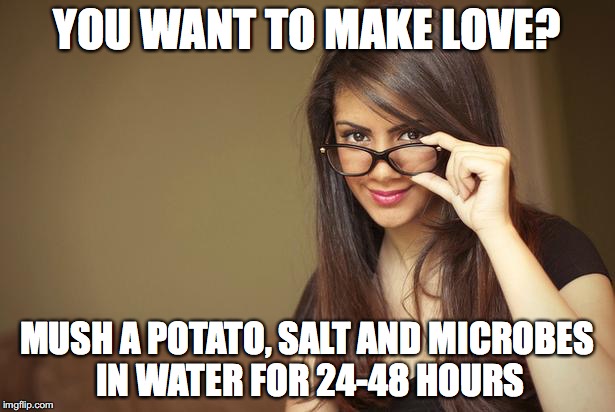 YOU WANT TO MAKE LOVE?
MUSH A POTATO, SALT AND MICROBES
IN WATER FOR 24-48 HOURS
imgflip.com